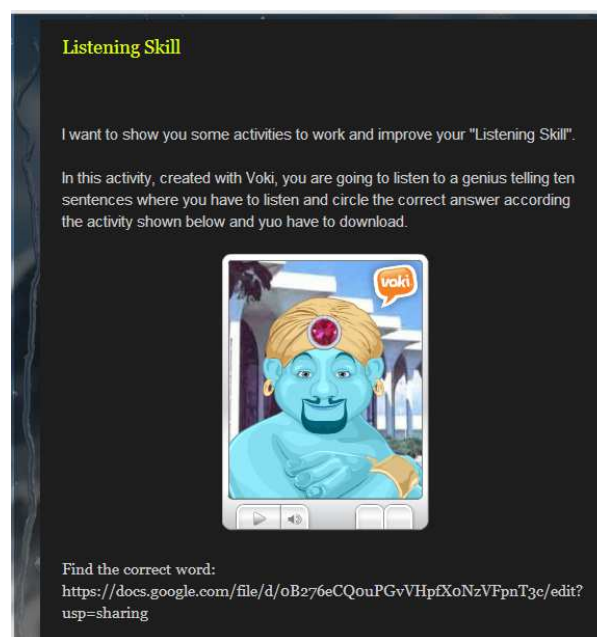 Listening Skill
I want to show you some activities to work and improve your "Listening Skill".
In this activity, created with Voki, you are going to listen to a genius telling ten
sentences where you have to listen and circle the correct answer according
the activity shown below and yuo have to download.
voki
Find the correct word:
https://docs.google.com/file/d/0B276eCQ0uPGvVHpfX0NzVFpnT3c/edit?
usp=sharing